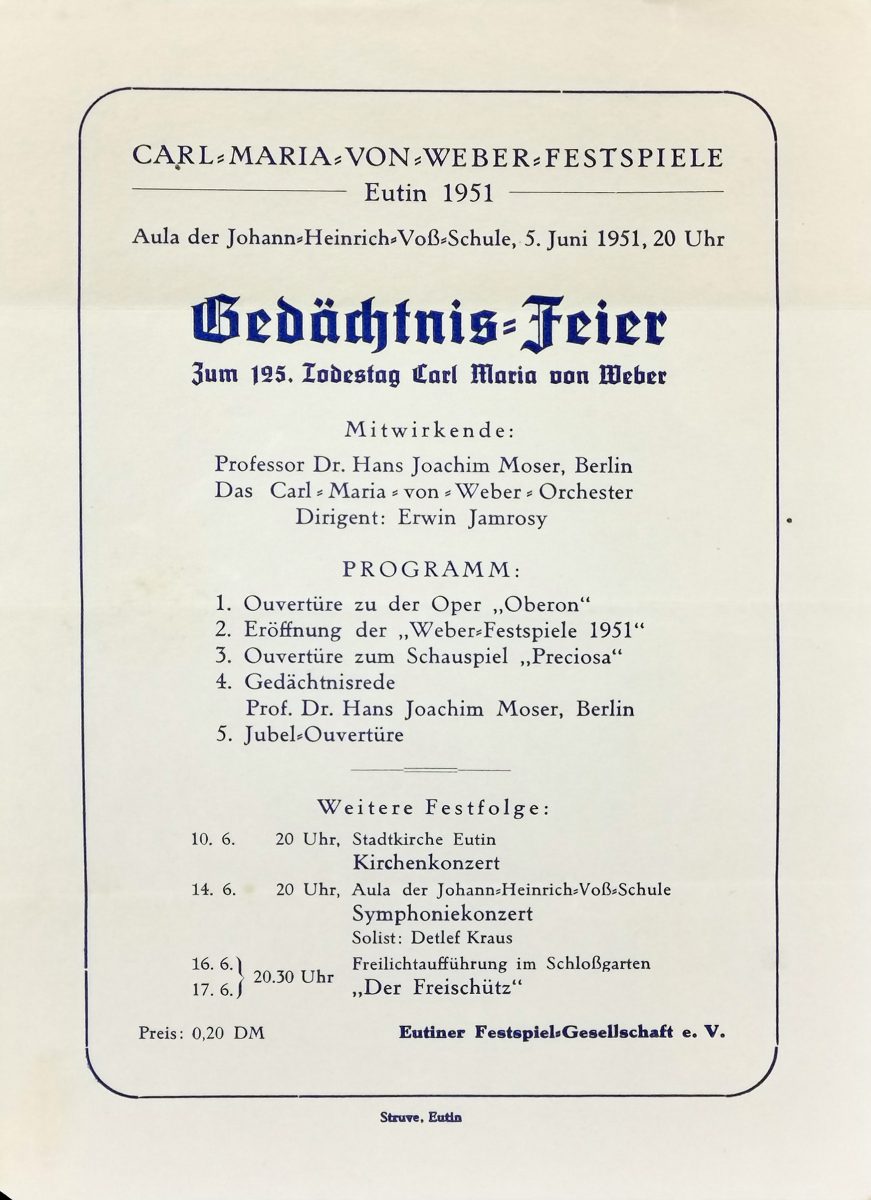 CARL-MARIA-VON-WEBER-FESTSPIELE
Eutin 1951
Aula der Johann-Heinrich-Voß-Schule, 5. Juni 1951, 20 Uhr
Gedächtnis-Feier
Zum 125. Todestag Carl Maria von Weber
Mitwirkende:
Professor Dr. Hans Joachim Moser, Berlin
Das Carl-Maria-von-Weber-Orchester
Dirigent: Erwin Jamrosy
PROGRAMM:
1. Ouvertüre zu der Oper „Oberon“
2. Eröffnung der „Weber-Festspiele 1951“
3. Ouvertüre zum Schauspiel „Preciosa“
4. Gedächtnisrede
Prof. Dr. Hans Joachim Moser, Berlin
5. Jubel-Ouvertüre
Weitere Festfolge:
10. 6. 20 Uhr, Stadtkirche Eutin
Kirchenkonzert
14. 6. 20 Uhr, Aula der Johann-Heinrich-Voß-Schule
Symphoniekonzert
Solist: Detlef Kraus
16. 6. 20.30 Uhr Freilichtaufführung im Schloßgarten
17. 6. „Der Freischütz“
Preis: 0,20 DM Eutiner Festspiel-Gesellschaft e. V.
Struve, Eutin